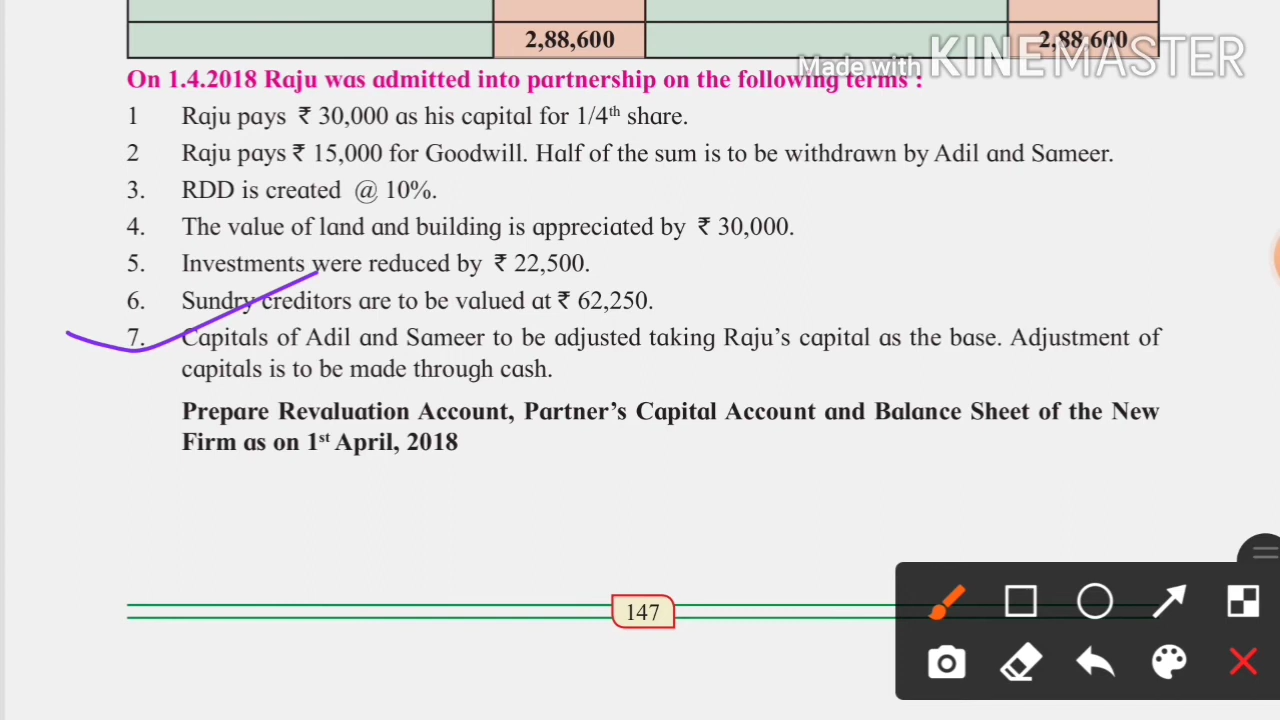 2,88,600 2,88,600
Made with KINEMASTER
On 1.4.2018 Raju was admitted into partnership on the following terms :
1 Raju pays ₹ 30,000 as his capital for 1/4th share.
2 Raju pays ₹ 15,000 for Goodwill. Half of the sum is to be withdrawn by Adil and Sameer.
3. RDD is created @ 10%.
4. The value of land and building is appreciated by ₹ 30,000.
5. Investments were reduced by ₹ 22,500.
6. Sundry creditors are to be valued at ₹ 62,250.
7. Capitals of Adil and Sameer to be adjusted taking Raju’s capital as the base. Adjustment of
capitals is to be made through cash.
Prepare Revaluation Account, Partner’s Capital Account and Balance Sheet of the New
Firm as on 1st April, 2018
147